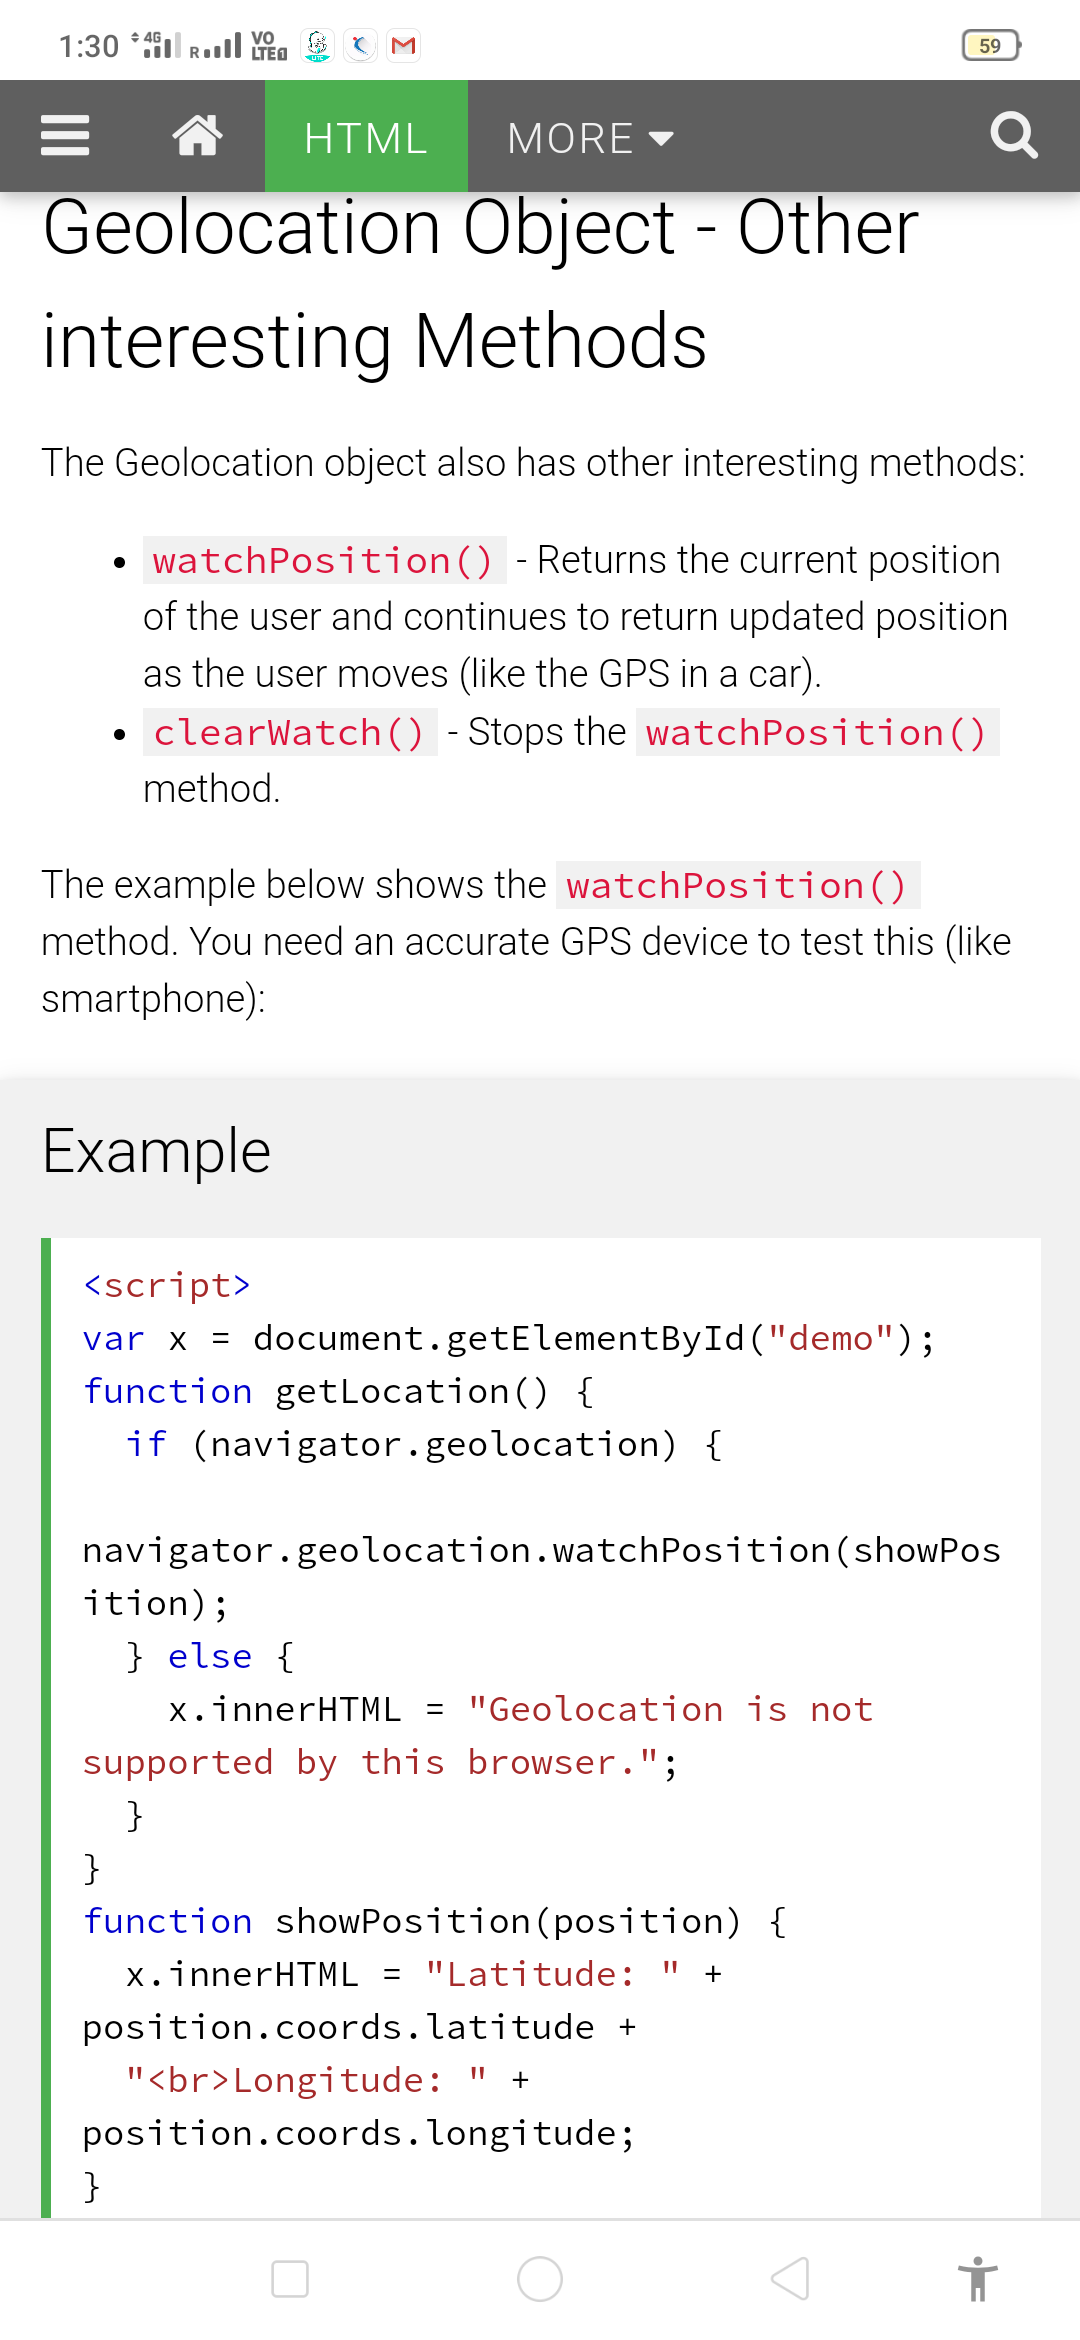 1:30 4G R VO LTE1 LITE 59
HTML MORE
Geolocation Object - Other
interesting Methods
The Geolocation object also has other interesting methods:
• watchPosition() - Returns the current position
of the user and continues to return updated position
as the user moves (like the GPS in a car).
• clearWatch() - Stops the watchPosition()
method.
The example below shows the watchPosition()
method. You need an accurate GPS device to test this (like
smartphone):
Example
<script>
var x = document.getElementById("demo");
function getLocation() {
  if (navigator.geolocation) {
navigator.geolocation.watchPosition(showPos
ition);
  } else {
    x.innerHTML = "Geolocation is not
supported by this browser.";
  }
}
function showPosition(position) {
  x.innerHTML = "Latitude: " +
position.coords.latitude +
  "<br>Longitude: " +
position.coords.longitude;
}